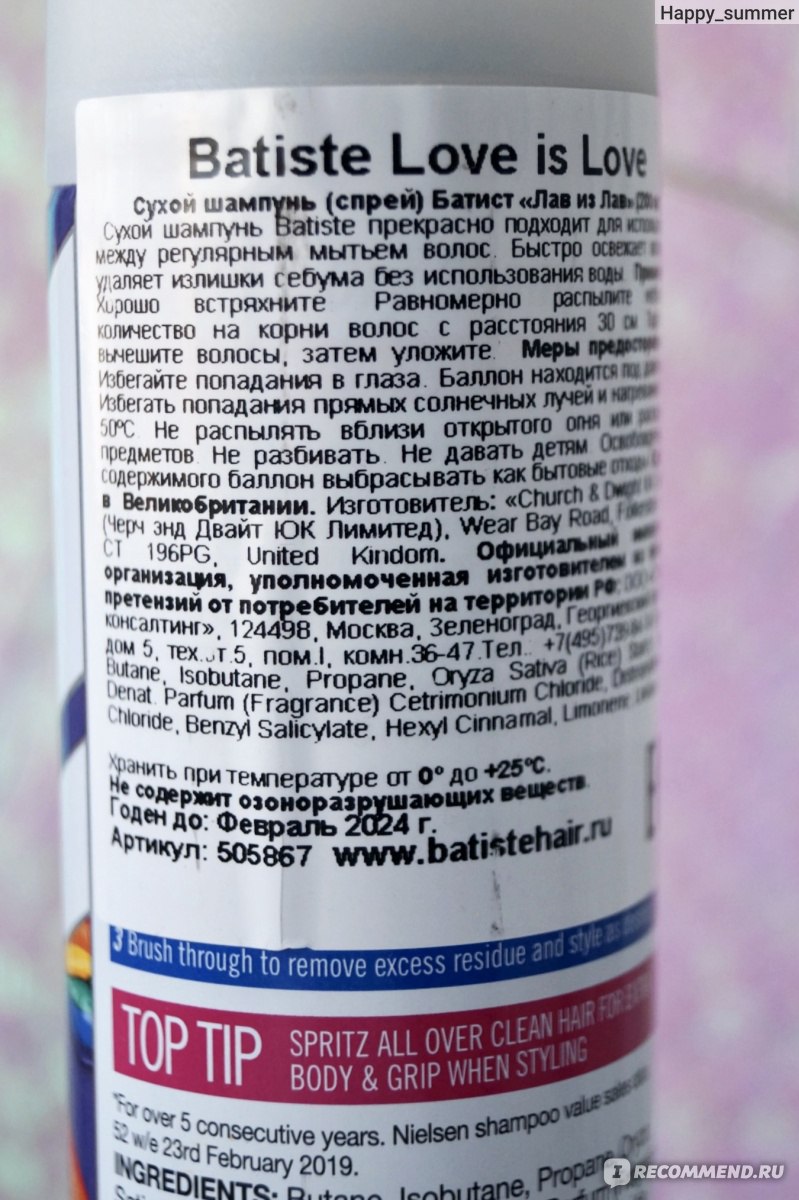 Happy_summer
Batiste Love is Love
Сухой шампунь (спрей) Батист «Лав из Лав»
Сухой шампунь Batiste прекрасно подходит для
между регулярным мытьем волос. Быстро освежает
удаляет излишки себума без использования воды.
Хорошо встряхните Равномерно распылите
количество на корни волос с расстояния 30 см
вычешите волосы, затем уложите. Меры
Избегайте попадания в глаза. Баллон находится под
Избегать попадания прямых солнечных лучей и
50°C. Не распылять вблизи открытого огня или
предметов. Не разбивать. Не давать детям.
содержимого баллон выбрасывать как бытовые
в Великобритании. Изготовитель: «Church &
(Черч энд Двайт ЮК Лимитед), Wear Bay Road,
CT 196PG, United Kindom. Официальный
организация, уполномоченная изготовителем
претензий от потребителей на территории РФ:
консалтинг», 124498, Москва, Зеленоград,
дом 5, тех. 5, пом.I, комн.36-47.Тел.: +7(495)
Butane, Isobutane, Propane, Oryza Sativa (Rice)
Denat. Parfum (Fragrance) Cetrimonium Chloride,
Chloride, Benzyl Salicylate, Hexyl Cinnamal, Limonene
Хранить при температуре от 0° до +25°C.
Не содержит озоноразрушающих веществ.
Годен до: Февраль 2024 г.
Артикул: 505867 www.batistehair.ru
3 Brush through to remove excess residue and style as
TOP TIP
SPRITZ ALL OVER CLEAN HAIR FOR
BODY & GRIP WHEN STYLING
*For over 5 consecutive years. Nielsen shampoo value sales
52 w/e 23rd February 2019.
INGREDIENTS: Butane, Isobutane, Propane,
IRECOMMEND.RU